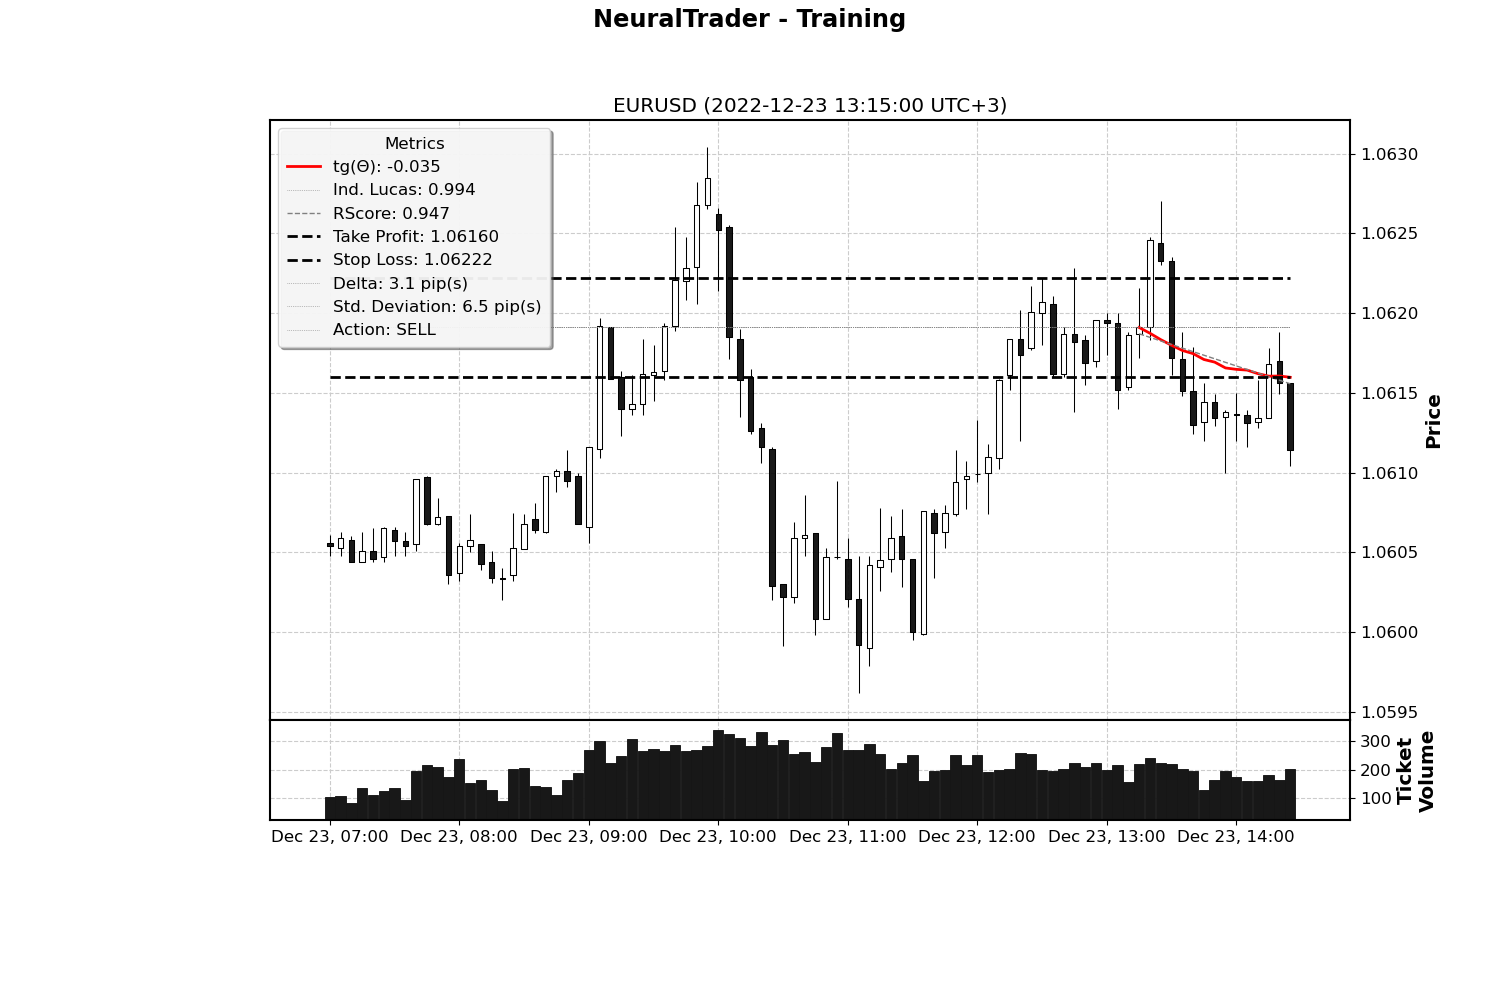 NeuralTrader - Training
EURUSD (2022-12-23 13:15:00 UTC+3)
Metrics
tg(Θ): -0.035
Ind. Lucas: 0.994
RScore: 0.947
Take Profit: 1.06160
Stop Loss: 1.06222
Delta: 3.1 pip(s)
Std. Deviation: 6.5 pip(s)
Action: SELL
1.0630
1.0625
1.0620
1.0615
1.0610
1.0605
1.0600
1.0595
Price
300
200
100
Ticket
Volume
Dec 23, 07:00 Dec 23, 08:00 Dec 23, 09:00 Dec 23, 10:00 Dec 23, 11:00 Dec 23, 12:00 Dec 23, 13:00 Dec 23, 14:00